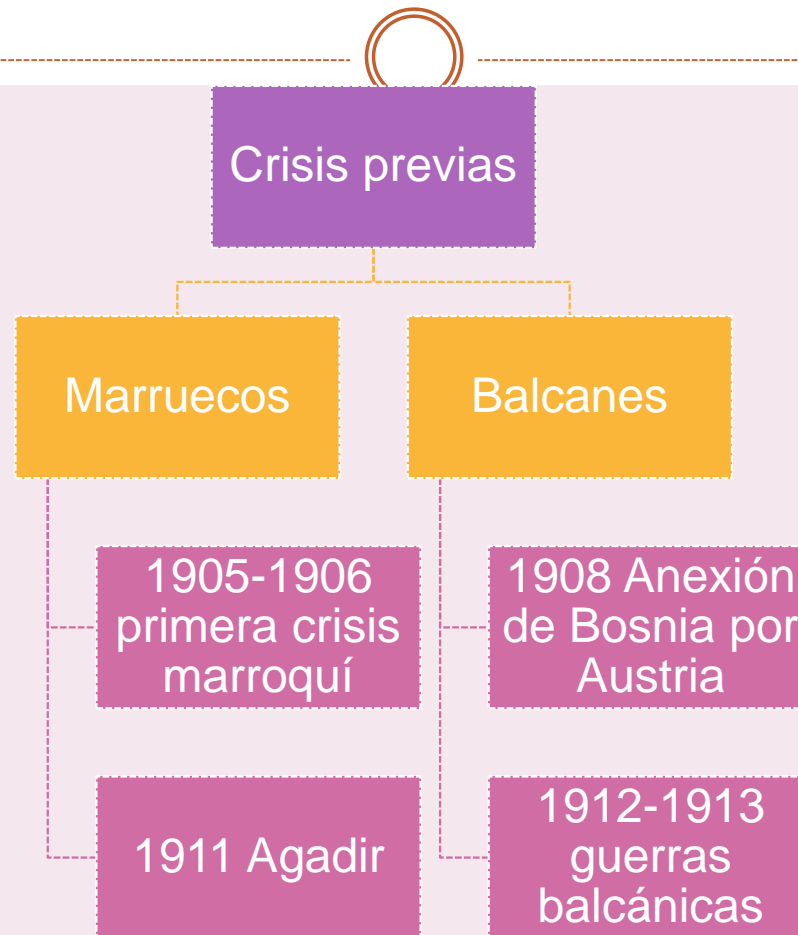 Crisis previas
Marruecos
1905-1906
primera crisis
marroquí
1911 Agadir
Balcanes
1908 Anexión
de Bosnia por
Austria
1912-1913
guerras
balcánicas